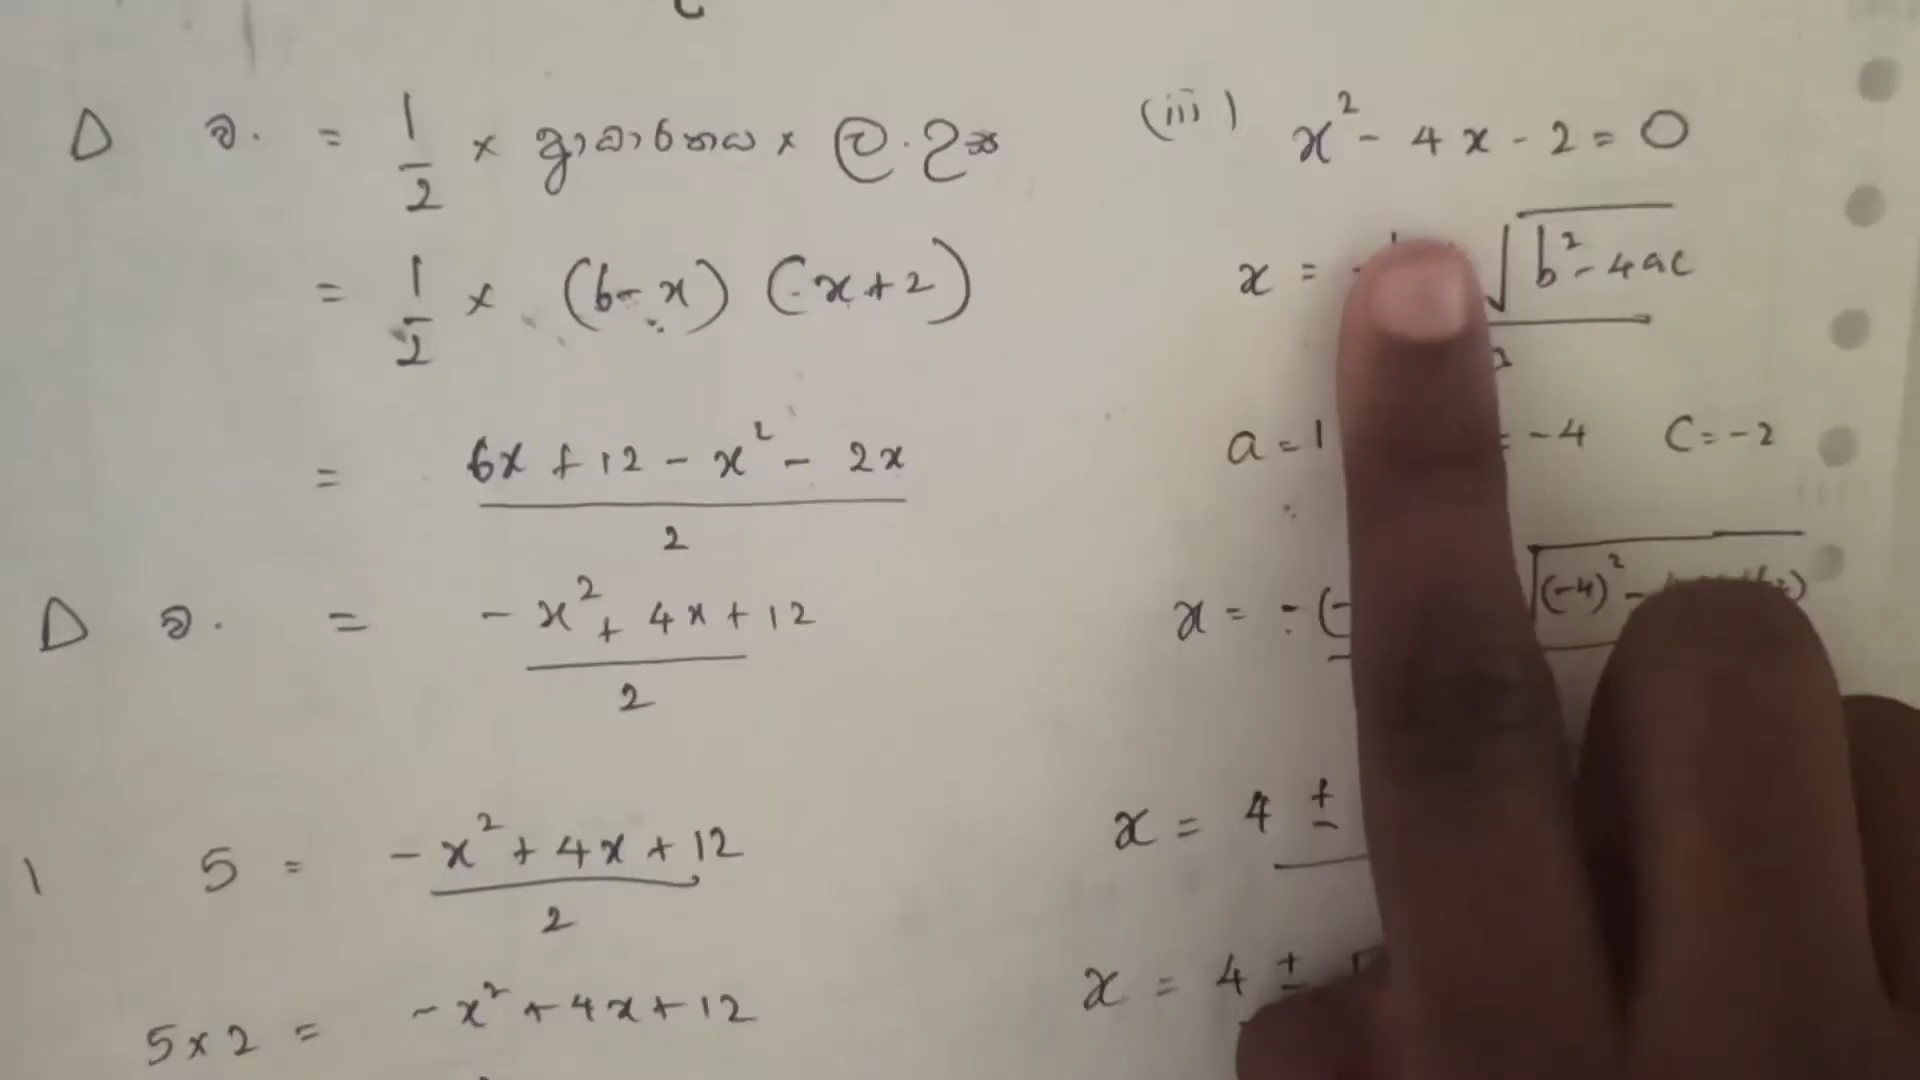 Δ ව. = 1/2 × ආධාරකය × ල.උස
= 1/2 × (6-x) (x+2)
= 6x + 12 - x² - 2x / 2
Δ ව. = -x² + 4x + 12 / 2
5 = -x² + 4x + 12 / 2
5×2 = -x² + 4x + 12
(iii) x² - 4x - 2 = 0
x = √b² - 4ac
a = 1 = -4 C = -2
x = -(- √(-4)² -
x = 4 ±
x = 4 ±